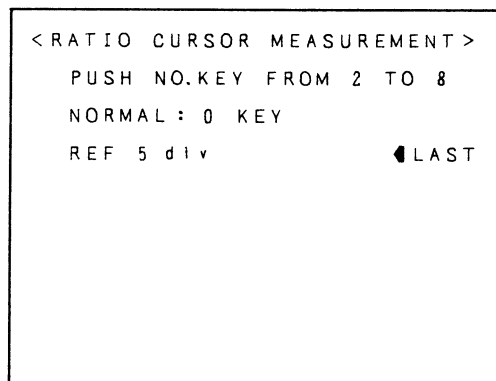 <RATIO CURSOR MEASUREMENT>
PUSH NO.KEY FROM 2 TO 8
NORMAL: 0 KEY
REF 5 div ◀LAST